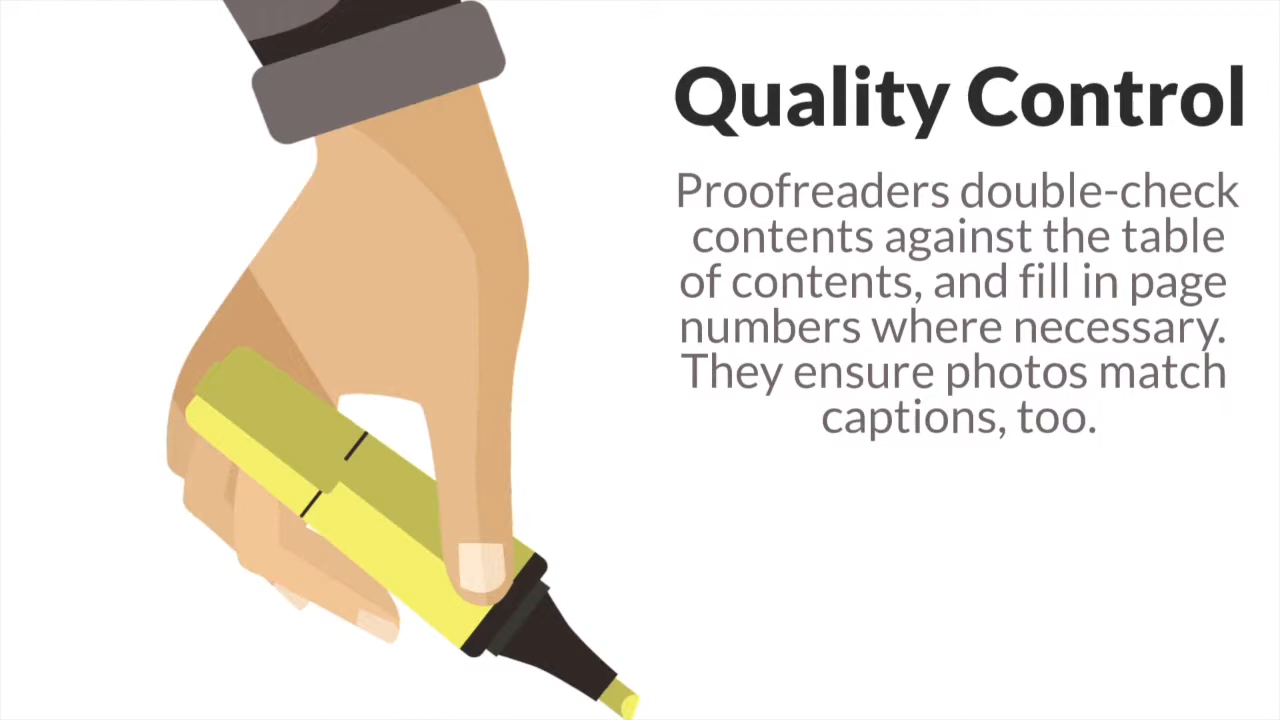 Quality Control
Proofreaders double-check
contents against the table
of contents, and fill in page
numbers where necessary.
They ensure photos match
captions, too.